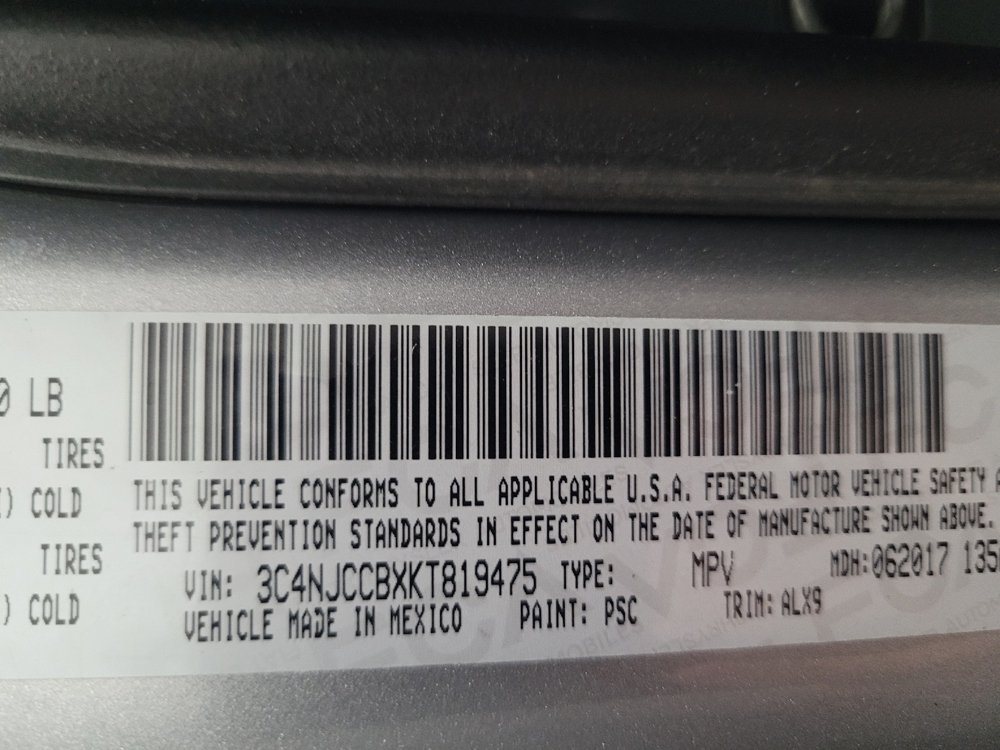 0 LB
TIRES
) COLD
TIRES
) COLD
THIS VEHICLE CONFORMS TO ALL APPLICABLE U.S.A. FEDERAL MOTOR VEHICLE SAFETY A
THEFT PREVENTION STANDARDS IN EFFECT ON THE DATE OF MANUFACTURE SHOWN ABOVE.
VIN: 3C4NJCCBXKT819475 TYPE: MPV MDH:062017 135
VEHICLE MADE IN MEXICO PAINT: PSC TRIM: ALX9